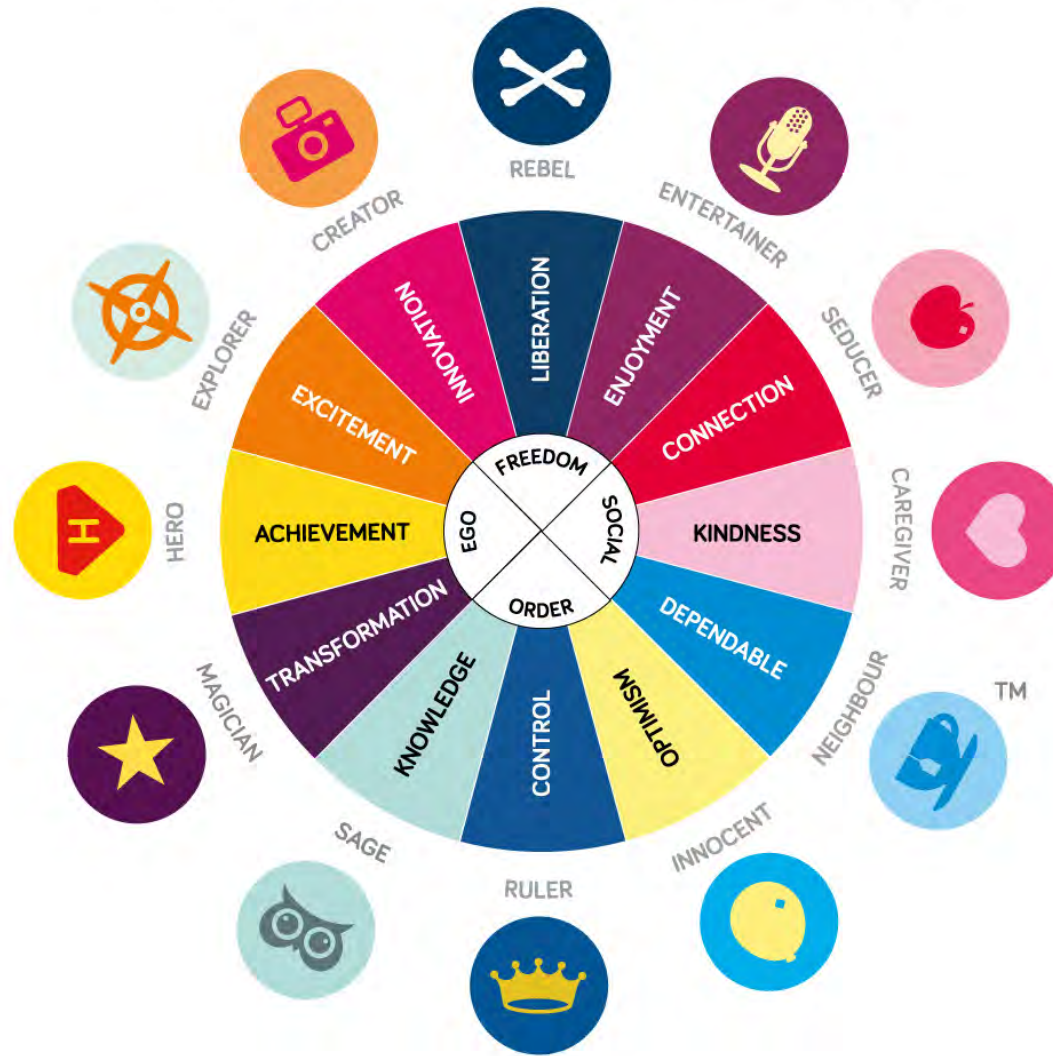 REBEL
ENTERTAINER
SEDUCER
CAREGIVER
NEIGHBOUR
TM
INNOCENT
RULER
SAGE
MAGICIAN
HERO
H
EXPLORER
CREATOR
LIBERATION
ENJOYMENT
CONNECTION
KINDNESS
DEPENDABLE
OPTIMISM
CONTROL
KNOWLEDGE
TRANSFORMATION
ACHIEVEMENT
EXCITEMENT
INNOVATION
FREEDOM
SOCIAL
ORDER
EGO